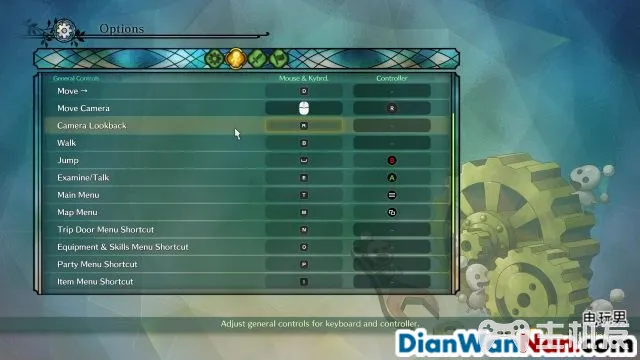 Options
General Controls Mouse & Kybrd. Controller
Move → D -
Move Camera R
Camera Lookback -
Walk -
Jump B
Examine/Talk E A
Main Menu T
Map Menu M
Trip Door Menu Shortcut N -
Equipment & Skills Menu Shortcut -
Party Menu Shortcut P -
Item Menu Shortcut I -
Adjust general controls for keyboard and controller.
电玩男
DianWanNan.com